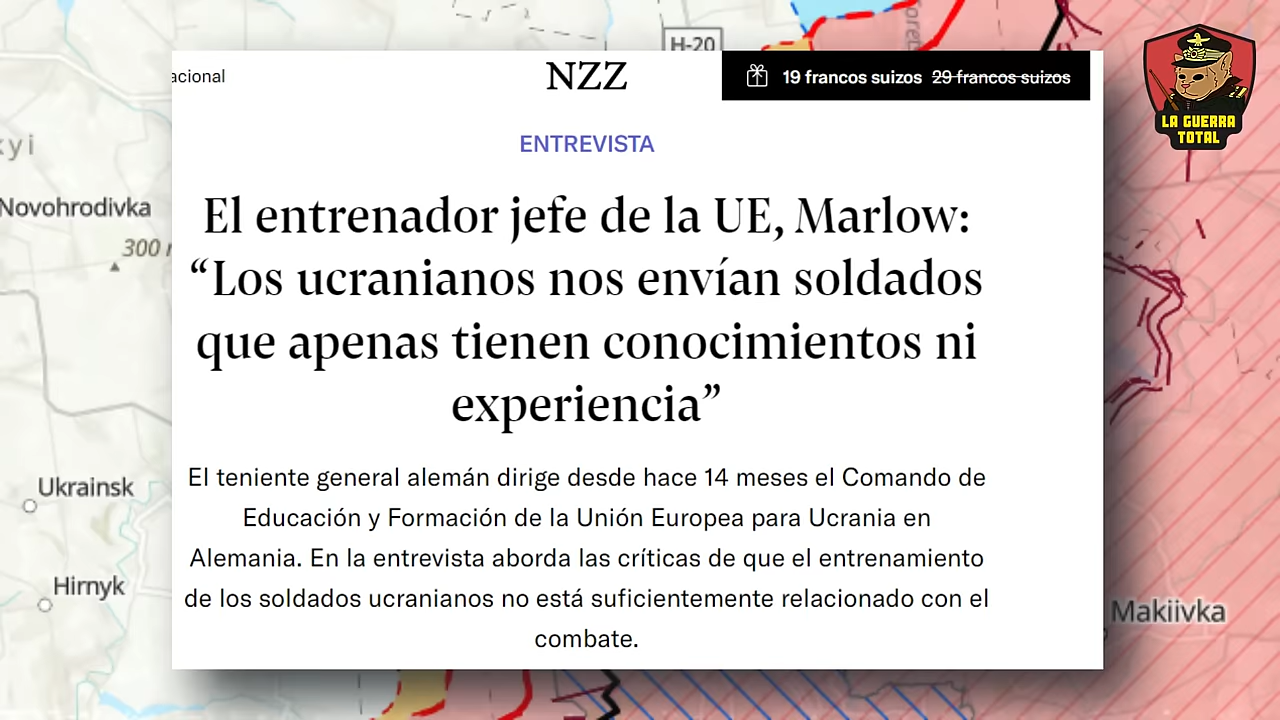 H-20
acional
NZZ
19 francos suizos 29 francos suizos
LA GUERRA
TOTAL
ENTREVISTA
El entrenador jefe de la UE, Marlow:
“Los ucranianos nos envían soldados
que apenas tienen conocimientos ni
experiencia”
El teniente general alemán dirige desde hace 14 meses el Comando de
Educación y Formación de la Unión Europea para Ucrania en
Alemania. En la entrevista aborda las críticas de que el entrenamiento
de los soldados ucranianos no está suficientemente relacionado con el
combate.
kyi
Novohrodivka
300
Ukrainsk
Hirnyk
Makiivka